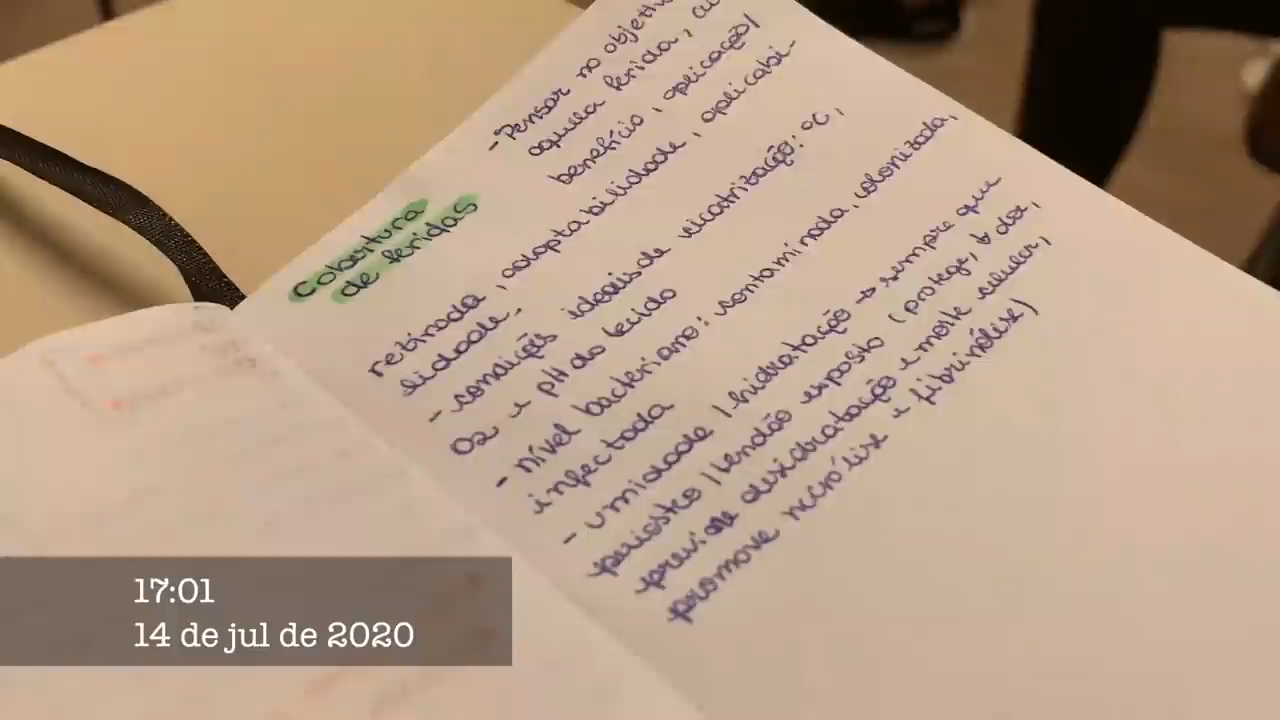 Cobertura
de feridas
- Pensar no objetivo
aquela ferida,
benefício, aplicação/
retirada, adaptabilidade, aplicabi-
lidade.
- condições ideais de cicatrização: °C,
O2 e pH do tecido
- nível bacteriano: contaminada, colonizada,
infectada
- umidade/hidratação → sempre que
periósteo/tendão exposto (protege, ↓ dor,
previne desidratação e morte celular,
promove necrólise e fibrinólise)
17:01
14 de jul de 2020